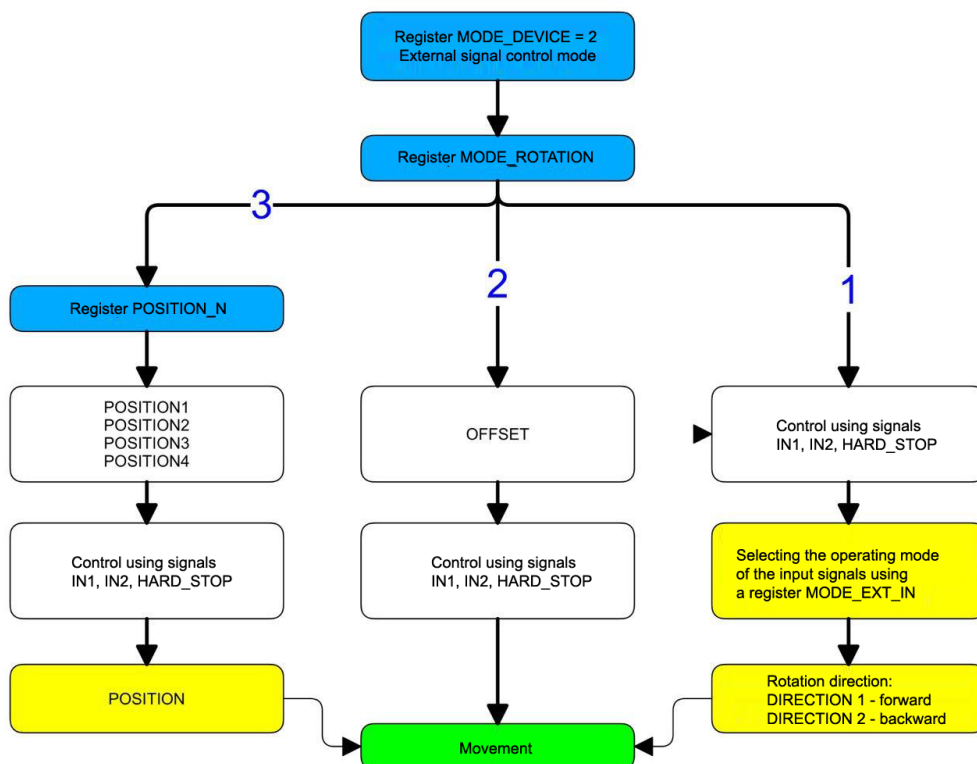 Register MODE_DEVICE = 2
External signal control mode
Register MODE_ROTATION
3
2
1
Register POSITION_N
POSITION1
POSITION2
POSITION3
POSITION4
OFFSET
Control using signals
IN1, IN2, HARD_STOP
Control using signals
IN1, IN2, HARD_STOP
Control using signals
IN1, IN2, HARD_STOP
Selecting the operating mode
of the input signals using
a register MODE_EXT_IN
POSITION
Rotation direction:
DIRECTION 1 - forward
DIRECTION 2 - backward
Movement